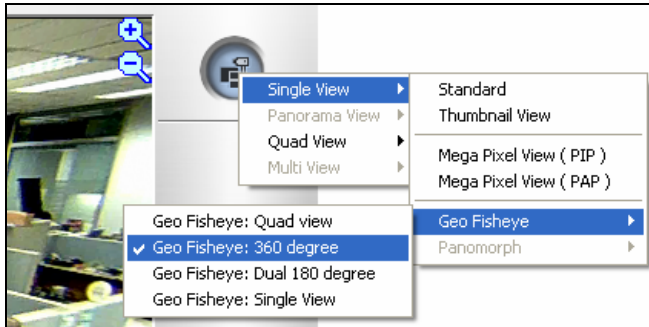 Single View
Panorama View
Quad View
Multi View
Standard
Thumbnail View
Mega Pixel View ( PIP )
Mega Pixel View ( PAP )
Geo Fisheye
Panomorph
Geo Fisheye: Quad view
Geo Fisheye: 360 degree
Geo Fisheye: Dual 180 degree
Geo Fisheye: Single View